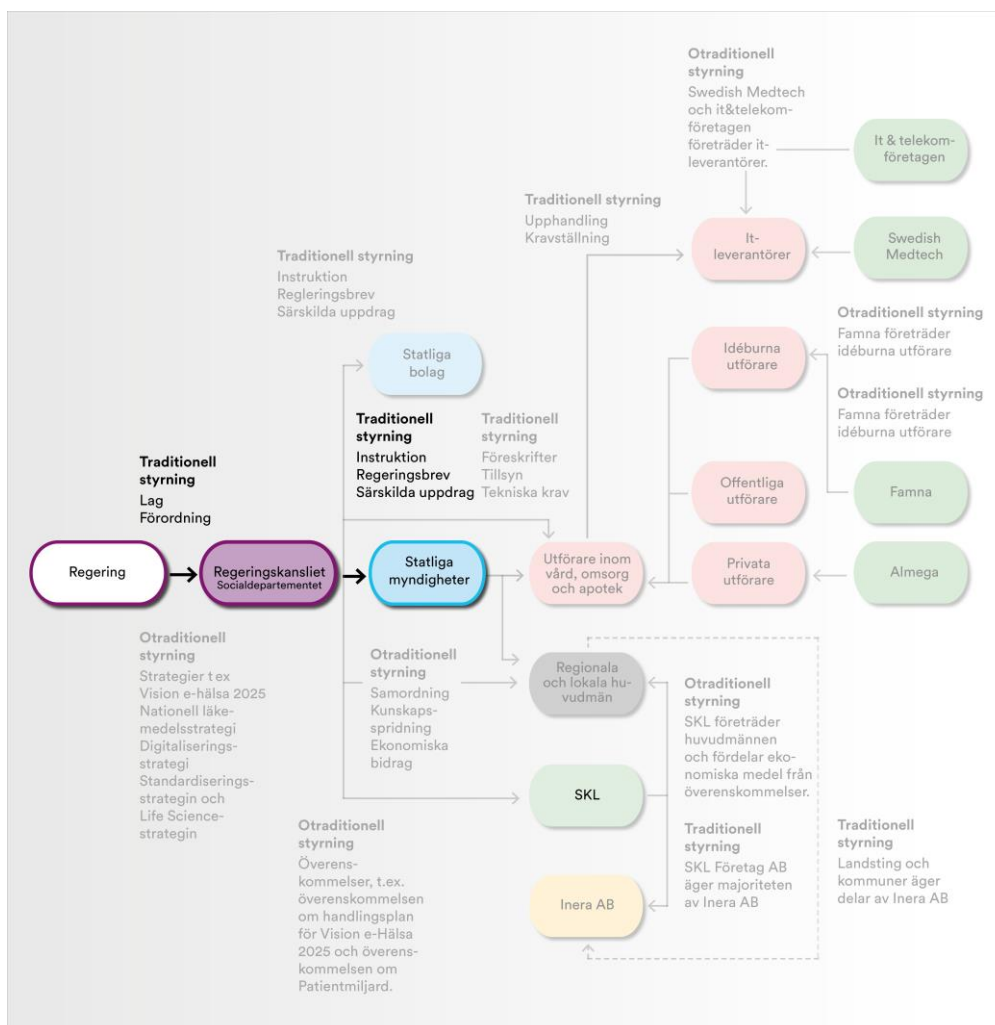 Otraditionell
styrning
Swedish Medtech
och it&telekom-
företagen
företräder it-
leverantörer.
It & telekom-
företagen
Traditionell styrning
Upphandling
Kravställning
It-
leverantörer
Swedish
Medtech
Traditionell styrning
Instruktion
Regleringsbrev
Särskilda uppdrag
Statliga
bolag
Otraditionell styrning
Famna företräder
idéburna utförare
Idéburna
utförare
Otraditionell styrning
Famna företräder
idéburna utförare
Traditionell
styrning
Instruktion
Regeringsbrev
Särskilda uppdrag
Traditionell
styrning
Föreskrifter
Tillsyn
Tekniska krav
Traditionell
styrning
Lag
Förordning
Offentliga
utförare
Famna
Regering
Regeringskansliet
Socialdepartementet
Statliga
myndigheter
Utförare inom
vård, omsorg
och apotek
Privata
utförare
Almega
Otraditionell
styrning
Strategier t ex
Vision e-hälsa 2025
Nationell läke-
medelsstrategi
Digitaliserings-
strategi
Standardiserings-
strategin och
Life Science-
strategin
Otraditionell
styrning
Samordning
Kunskaps-
spridning
Ekonomiska
bidrag
Regionala
och lokala hu-
vudmän
Otraditionell
styrning
SKL företräder
huvudmännen
och fördelar eko-
nomiska medel från
överenskommelser.
SKL
Otraditionell
styrning
Överens-
kommelser, t.ex.
överenskommelsen
om handlingsplan
för Vision e-Hälsa
2025 och överens-
kommelsen om
Patientmiljard.
Traditionell
styrning
SKL Företag AB
äger majoriteten
av Inera AB
Traditionell
styrning
Landsting och
kommuner äger
delar av Inera AB
Inera AB